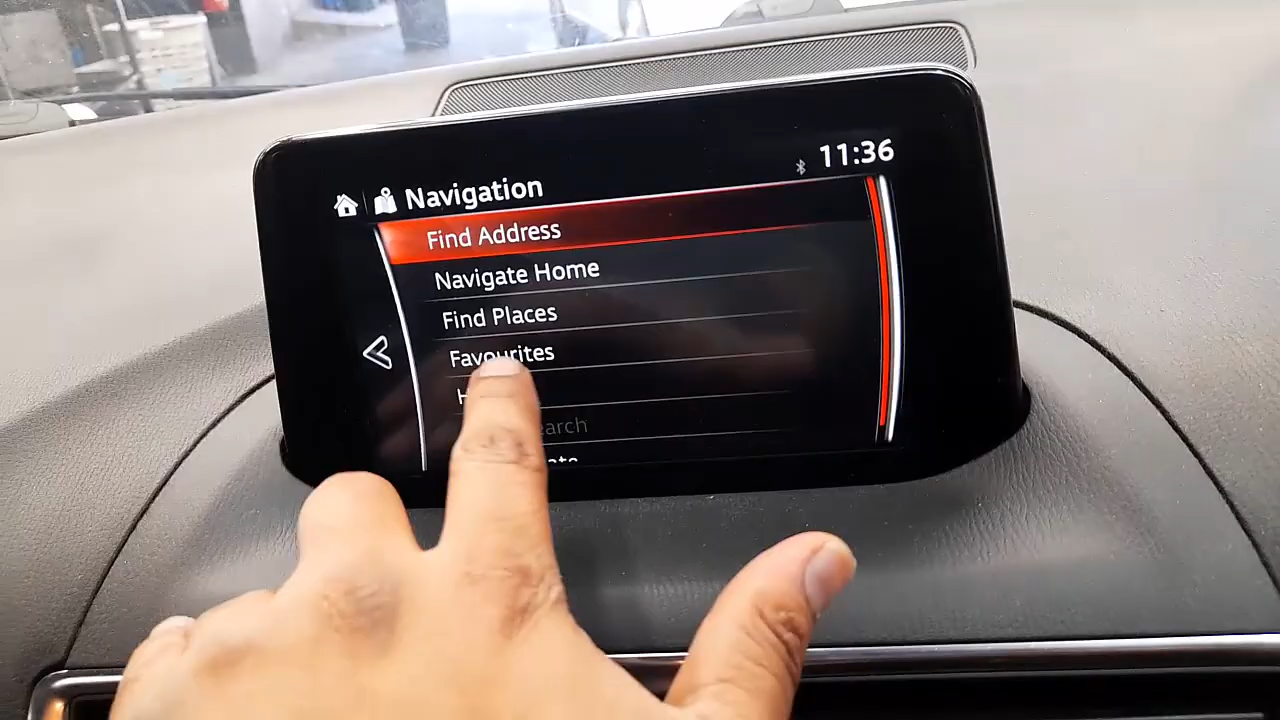 11:36
Navigation
Find Address
Navigate Home
Find Places
Favourites